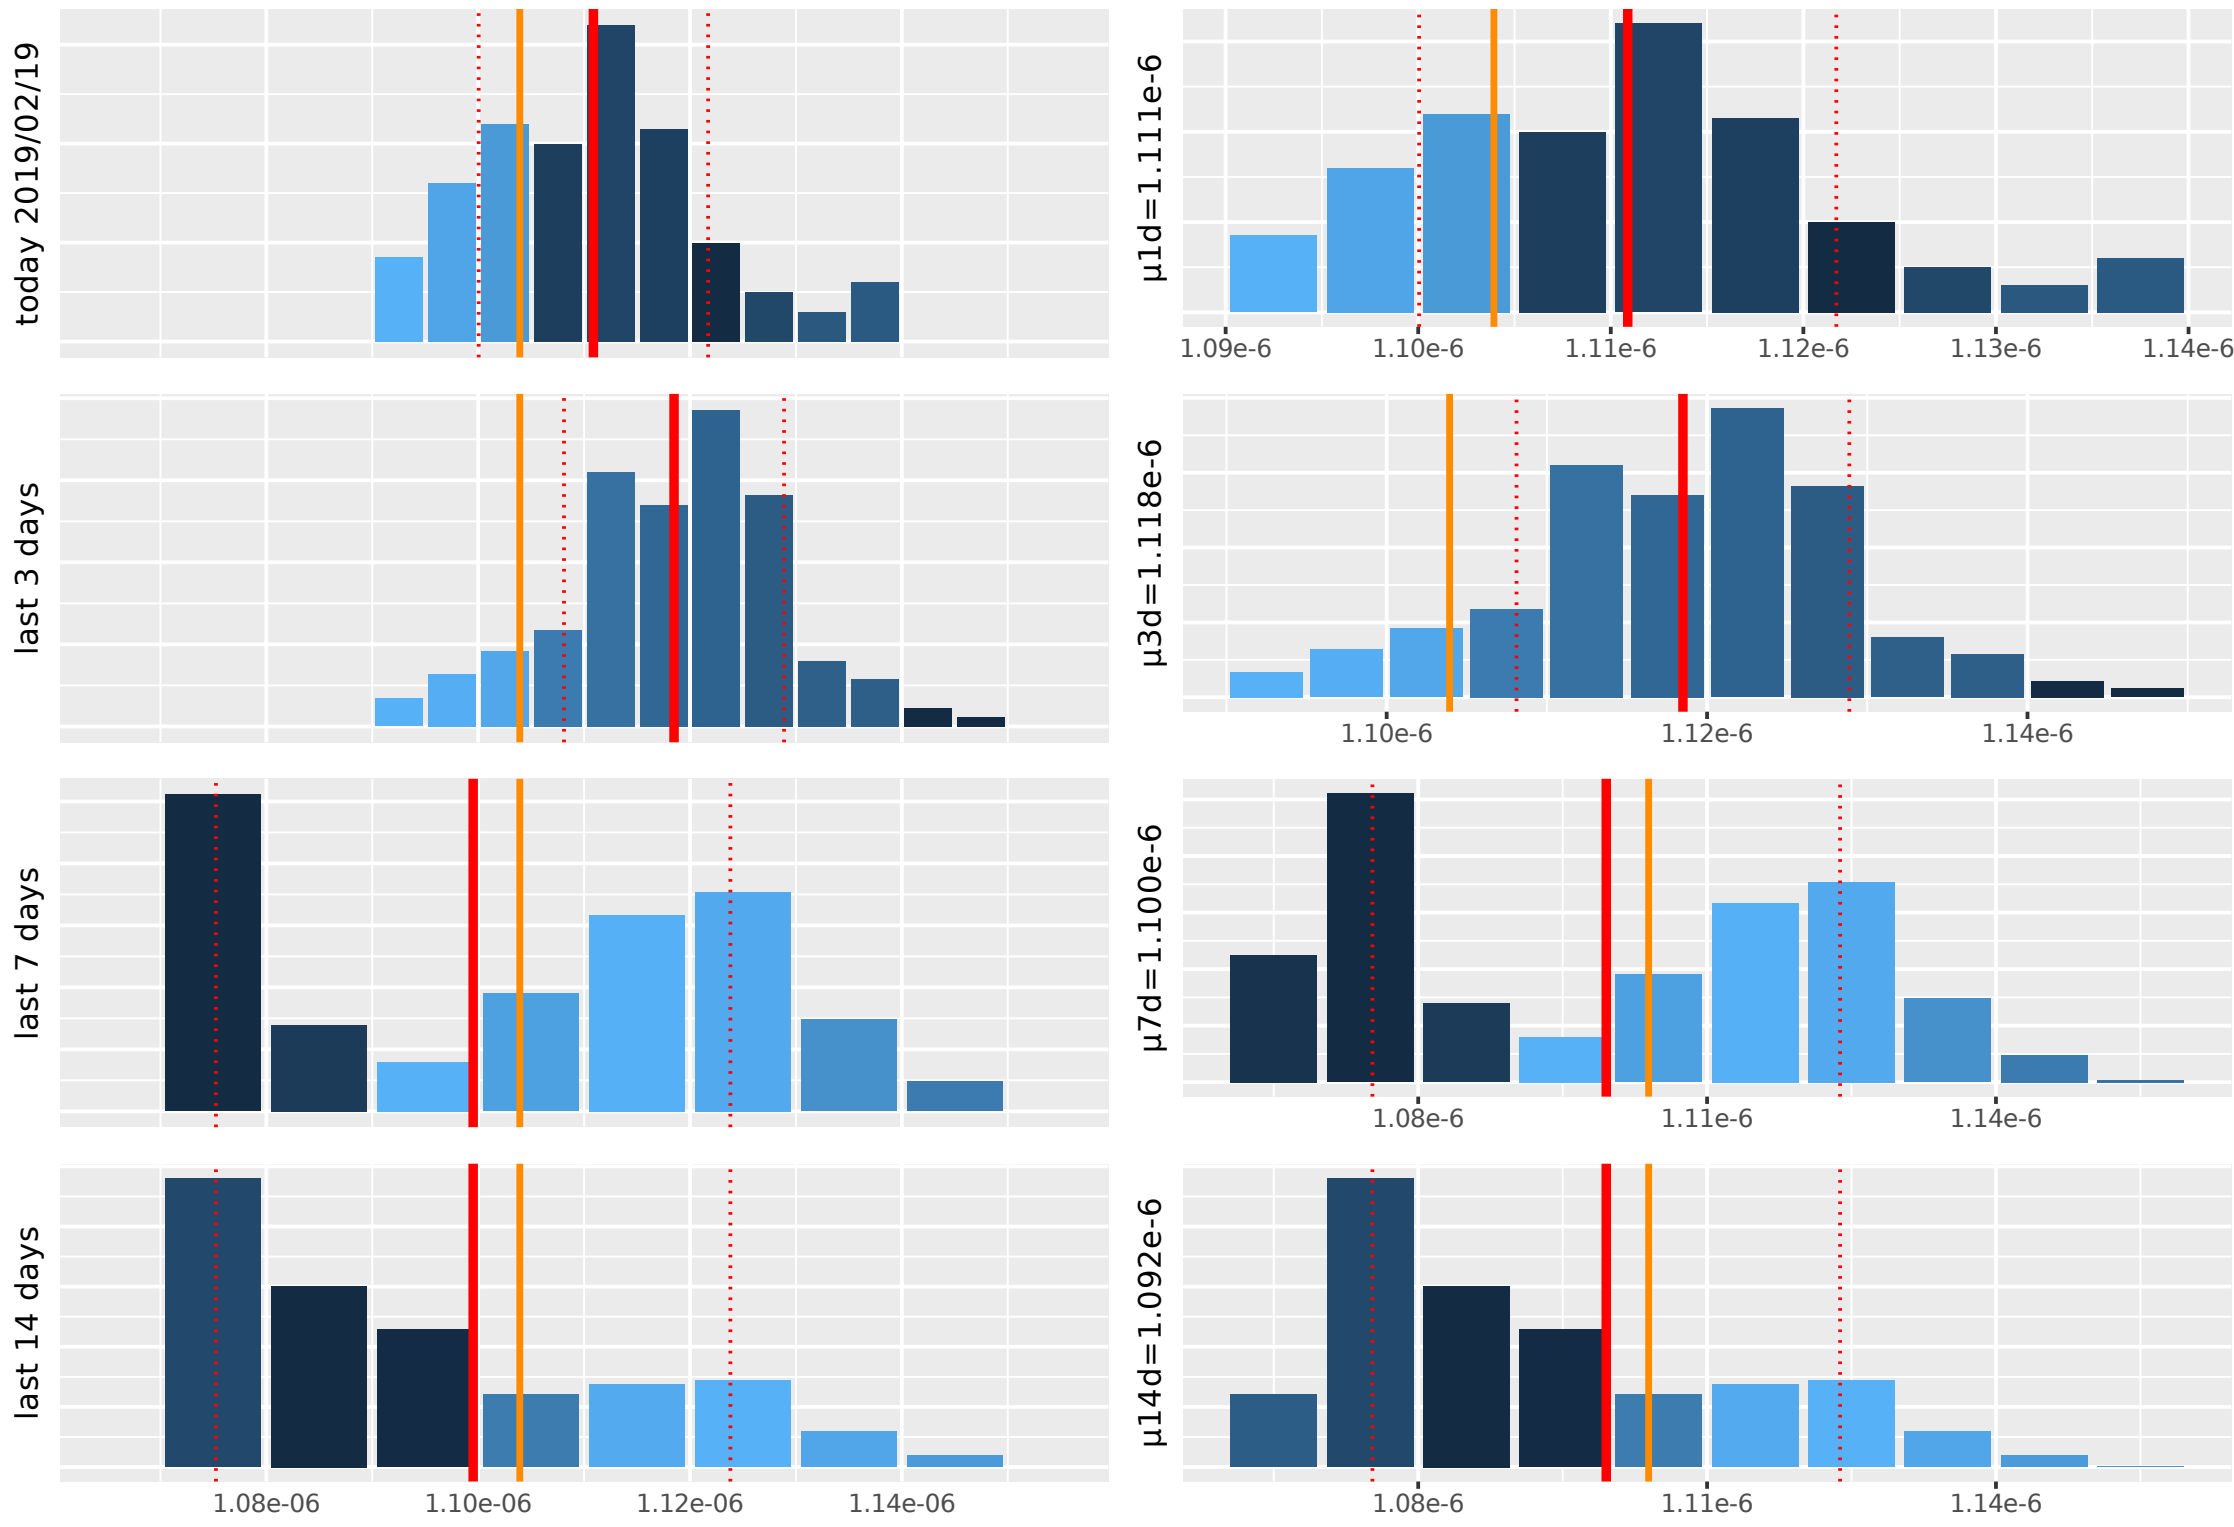 today 2019/02/19
µ1d=1.111e-6
1.09e-6 1.10e-6 1.11e-6 1.12e-6 1.13e-6 1.14e-6
last 3 days
µ3d=1.118e-6
1.10e-6 1.12e-6 1.14e-6
last 7 days
µ7d=1.100e-6
1.08e-6 1.11e-6 1.14e-6
last 14 days
1.08e-06 1.10e-06 1.12e-06 1.14e-06
µ14d=1.092e-6
1.08e-6 1.11e-6 1.14e-6